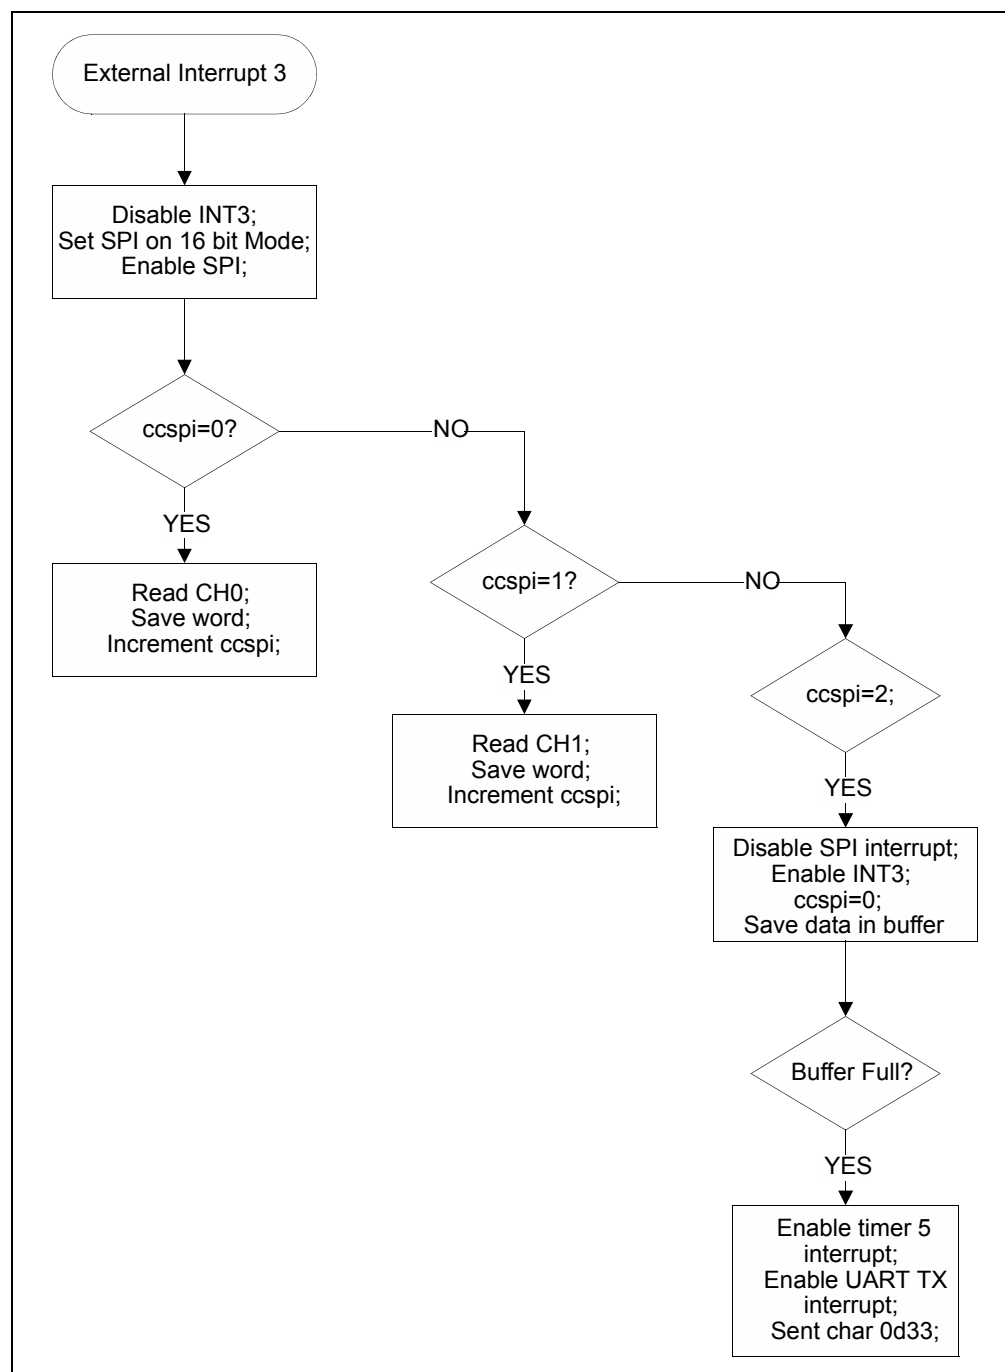 External Interrupt 3
Disable INT3;
Set SPI on 16 bit Mode;
Enable SPI;
ccspi=0?
NO
YES
Read CH0;
Save word;
Increment ccspi;
ccspi=1?
NO
YES
Read CH1;
Save word;
Increment ccspi;
ccspi=2;
YES
Disable SPI interrupt;
Enable INT3;
ccspi=0;
Save data in buffer
Buffer Full?
YES
Enable timer 5
interrupt;
Enable UART TX
interrupt;
Sent char 0d33;